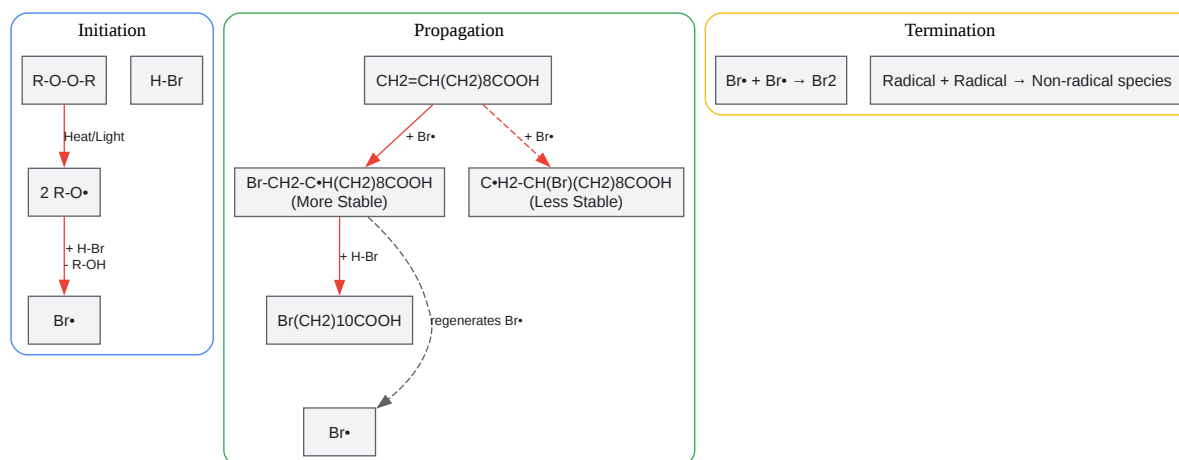 Initiation
R-O-O-R
H-Br
Heat/Light
2 R-O•
+ H-Br
- R-OH
Br•
Propagation
CH2=CH(CH2)8COOH
+ Br•
+ Br•
Br-CH2-C•H(CH2)8COOH
(More Stable)
C•H2-CH(Br)(CH2)8COOH
(Less Stable)
+ H-Br
Br(CH2)10COOH
regenerates Br•
Br•
Termination
Br• + Br• → Br2
Radical + Radical → Non-radical species